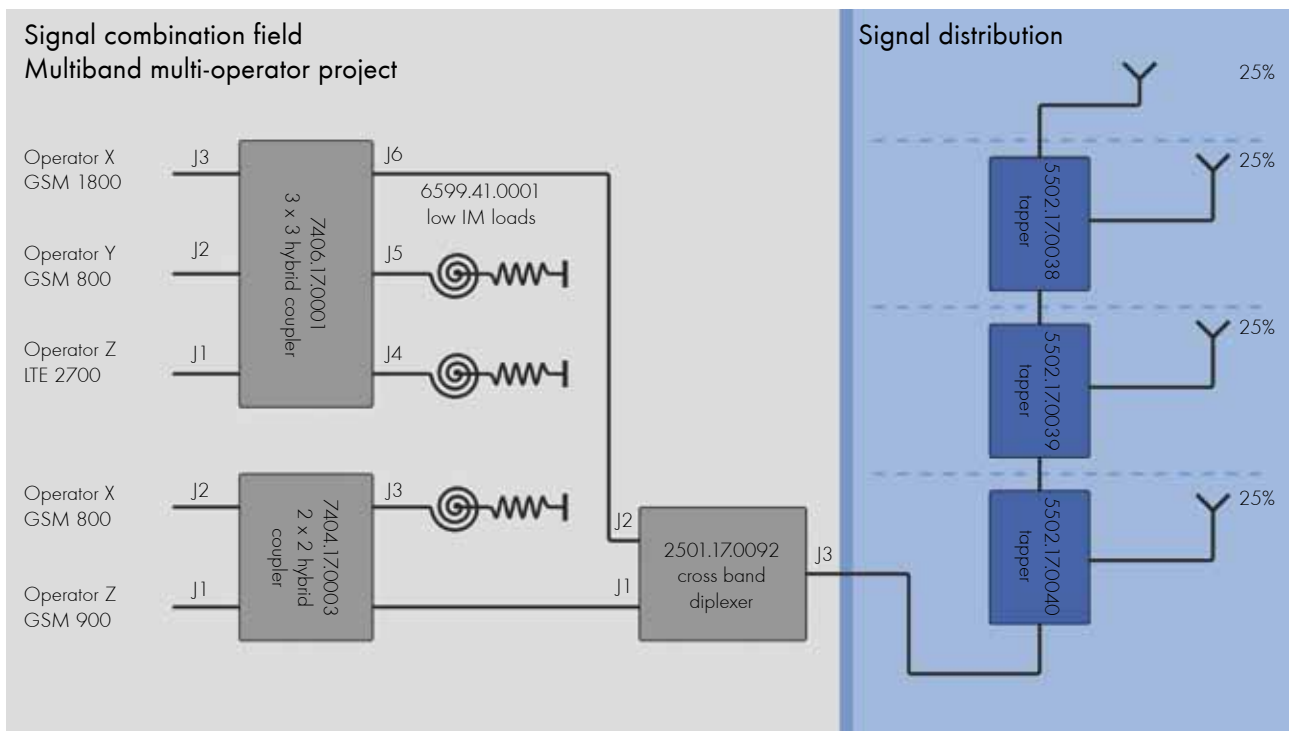 Signal combination field
Multiband multi-operator project
Operator X
GSM 1800
J3
Operator Y
GSM 800
J2
Operator Z
LTE 2700
J1
7406.17.0001
3 x 3 hybrid coupler
J6
6599.41.0001
low IM loads
J5
J4
Operator X
GSM 800
J2
Operator Z
GSM 900
J1
7404.17.0003
2 x 2 hybrid
coupler
J3
J2
J1
2501.17.0092
cross band
diplexer
J3
Signal distribution
25%
25%
5502.17.0038
tapper
25%
5502.17.0039
tapper
25%
5502.17.0040
tapper